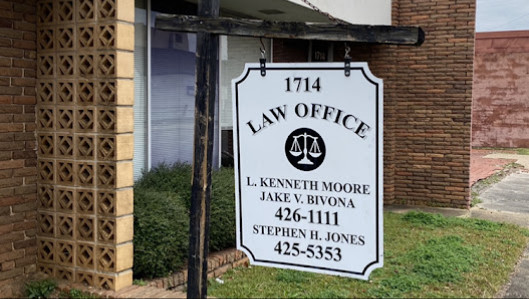 1714
LAW OFFICE
L. KENNETH MOORE
JAKE V. BIVONA
426-1111
STEPHEN H. JONES
425-5353